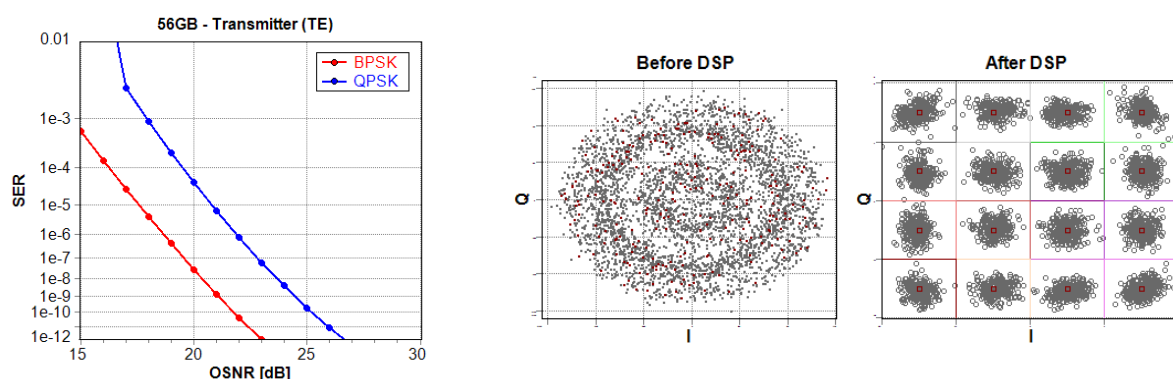 56GB - Transmitter (TE)
0.01
1e-3
1e-4
1e-5
1e-6
1e-7
1e-8
1e-9
1e-10
1e-12
SER
BPSK
QPSK
15
20
25
30
OSNR [dB]
Before DSP
Q
I
After DSP
Q
I